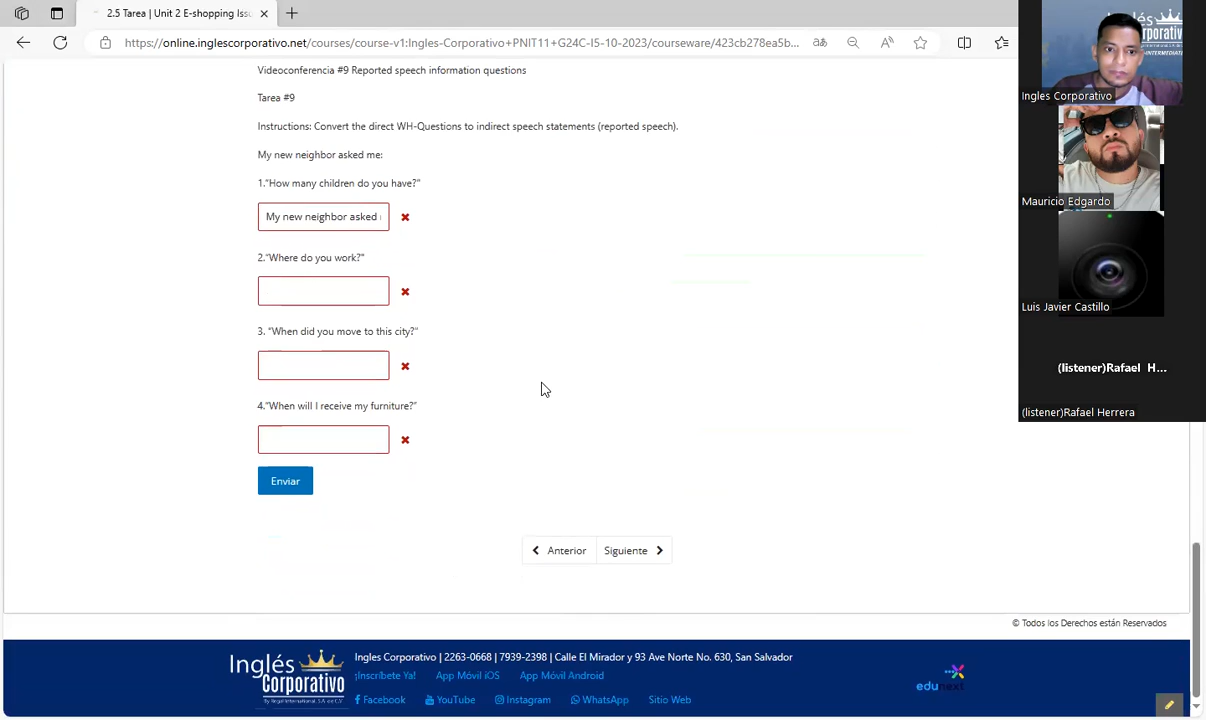 2.5 Tarea | Unit 2 E-shopping Iss
https://online.inglescorporativo.net/courses/course-v1:Ingles-Corporativo+PNIT11+G24C-I5-10-2023/courseware/423cb278ea5b...
Videoconferencia #9 Reported speech information questions
Tarea #9
Instructions: Convert the direct WH-Questions to indirect speech statements (reported speech).
My new neighbor asked me:
1."How many children do you have?"
My new neighbor asked
2."Where do you work?"
3. "When did you move to this city?"
4."When will I receive my furniture?"
Enviar
Anterior
Siguiente
© Todos los Derechos están Reservados
Inglés
Corporativo
Ingles Corporativo | 2263-0668 | 7939-2398 | Calle El Mirador y 93 Ave Norte No. 630, San Salvador
¡Inscríbete Ya! App Móvil iOS App Móvil Android
Facebook YouTube Instagram WhatsApp Sitio Web
edunext
Inglés
INTERMEDIATE
Ingles Corporativo
Mauricio Edgardo
Luis Javier Castillo
(listener)Rafael H...
(listener)Rafael Herrera